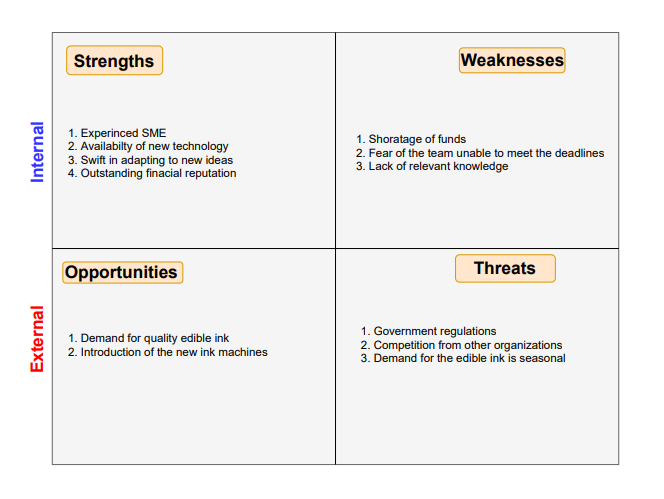 Strengths
Weaknesses
Internal
1. Experinced SME
2. Availabilty of new technology
3. Swift in adapting to new ideas
4. Outstanding finacial reputation
1. Shoratage of funds
2. Fear of the team unable to meet the deadlines
3. Lack of relevant knowledge
Opportunities
Threats
External
1. Demand for quality edible ink
2. Introduction of the new ink machines
1. Government regulations
2. Competition from other organizations
3. Demand for the edible ink is seasonal